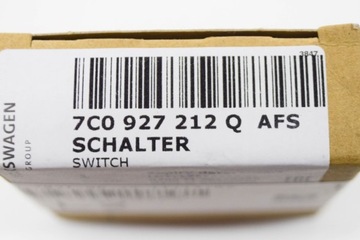 3847
7C0 927 212 Q AFS
SCHALTER
SWITCH
SWAGEN
GROUP